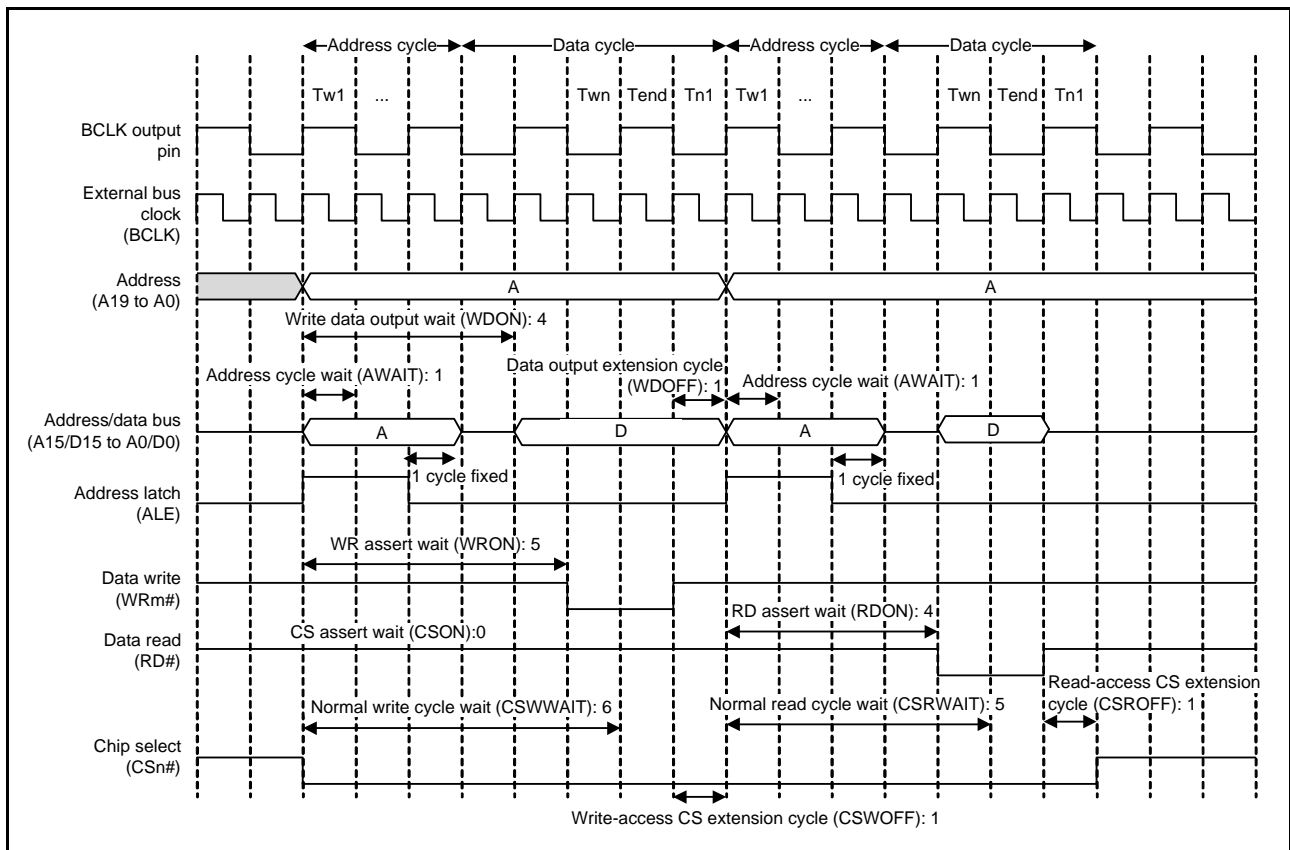 Address cycle Data cycle Address cycle Data cycle
Tw1 ... Twn Tend Tn1 Tw1 ... Twn Tend Tn1
BCLK output
pin
External bus
clock
(BCLK)
Address
(A19 to A0)
A A
Write data output wait (WDON): 4
Data output extension cycle
(WDOFF): 1
Address cycle wait (AWAIT): 1
Address cycle wait (AWAIT): 1
Address/data bus
(A15/D15 to A0/D0)
A D A D
1 cycle fixed 1 cycle fixed
Address latch
(ALE)
WR assert wait (WRON): 5
Data write
(WRm#)
RD assert wait (RDON): 4
CS assert wait (CSON):0
Data read
(RD#)
Read-access CS extension
cycle (CSROFF): 1
Normal write cycle wait (CSWWAIT): 6
Normal read cycle wait (CSRWAIT): 5
Chip select
(CSn#)
Write-access CS extension cycle (CSWOFF): 1